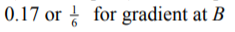 0.17 or 1/6 for gradient at B